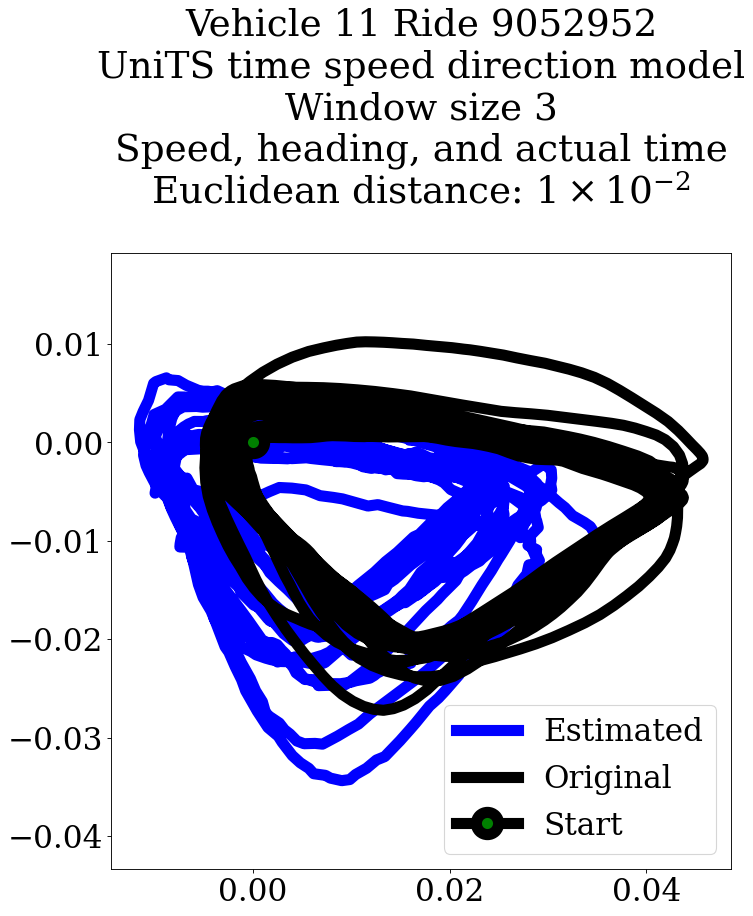 Vehicle 11 Ride 9052952
UniTS time speed direction model
Window size 3
Speed, heading, and actual time
Euclidean distance: 1 × 10⁻²
0.01
0.00
−0.01
−0.02
−0.03
−0.04
Estimated
Original
Start
0.00 0.02 0.04